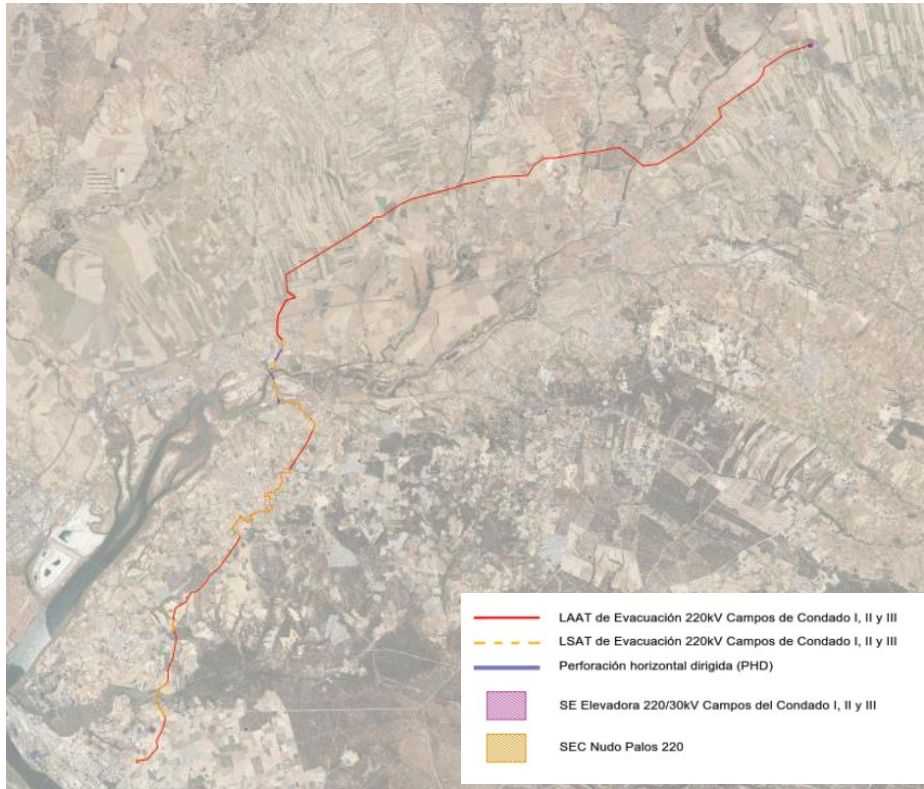 LAAT de Evacuación 220kV Campos de Condado I, II y III
LSAT de Evacuación 220kV Campos de Condado I, II y III
Perforación horizontal dirigida (PHD)
SE Elevadora 220/30kV Campos del Condado I, II y III
SEC Nudo Palos 220